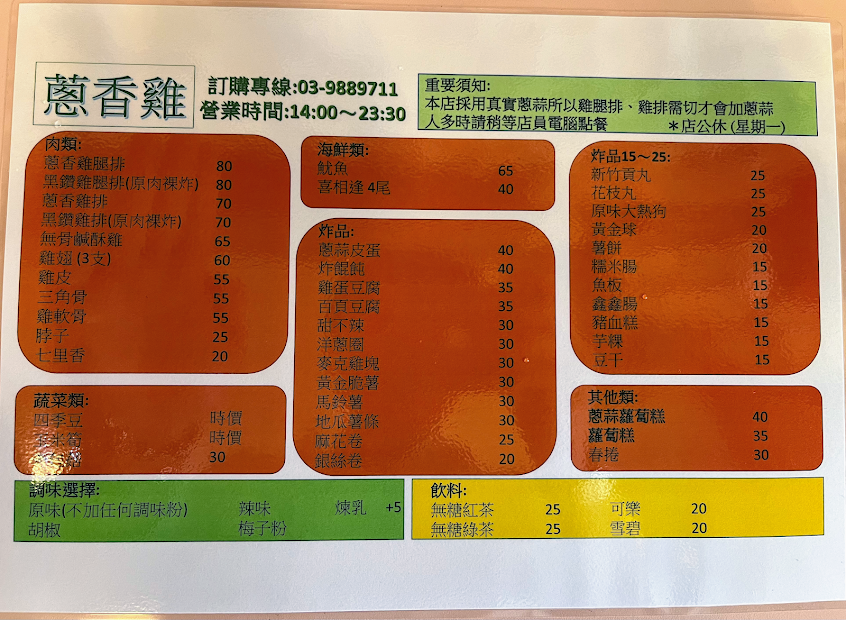 蔥香雞
訂購專線:03-9889711
營業時間:14:00～23:30
重要須知:
本店採用真實蔥蒜所以雞腿排、雞排需切才會加蔥蒜
人多時請稍等店員電腦點餐 ＊店公休 (星期一)
肉類:
蔥香雞腿排 80
黑鑽雞腿排(原肉裸炸) 80
蔥香雞排 70
黑鑽雞排(原肉裸炸) 70
無骨鹹酥雞 65
雞翅 (3支) 60
雞皮 55
三角骨 55
雞軟骨 55
脖子 25
七里香 20
海鮮類:
魷魚 65
喜相逢 4尾 40
炸品:
蔥蒜皮蛋 40
炸餛飩 40
雞蛋豆腐 35
百頁豆腐 35
甜不辣 30
洋蔥圈 30
麥克雞塊 30
黃金脆薯 30
馬鈴薯 30
地瓜薯條 30
麻花卷 25
銀絲卷 20
炸品15～25:
新竹貢丸 25
花枝丸 25
原味大熱狗 25
黃金球 20
薯餅 20
糯米腸 15
魚板 15
鑫鑫腸 15
豬血糕 15
芋粿 15
豆干 15
蔬菜類:
四季豆 時價
玉米筍 時價
30
其他類:
蔥蒜蘿蔔糕 40
蘿蔔糕 35
春捲 30
調味選擇:
原味(不加任何調味粉) 辣味 煉乳 +5
胡椒 梅子粉
飲料:
無糖紅茶 25 可樂 20
無糖綠茶 25 雪碧 20